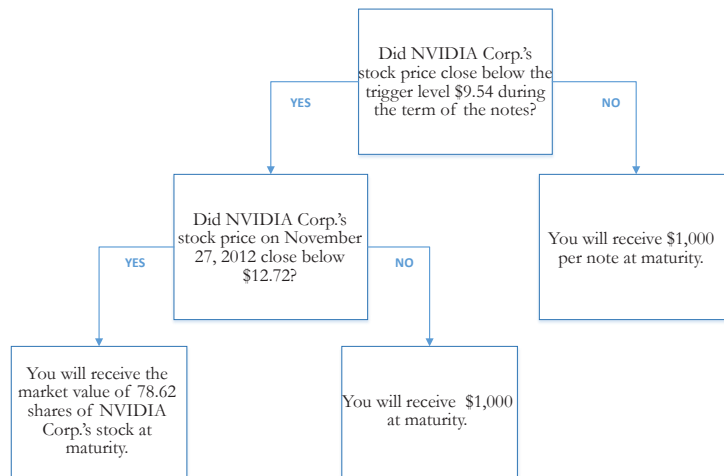 Did NVIDIA Corp.'s
stock price close below the
trigger level $9.54 during
the term of the notes?
YES
NO
Did NVIDIA Corp.'s
stock price on November
27, 2012 close below
$12.72?
You will receive $1,000
per note at maturity.
YES
NO
You will receive the
market value of 78.62
shares of NVIDIA
Corp.'s stock at
maturity.
You will receive $1,000
at maturity.